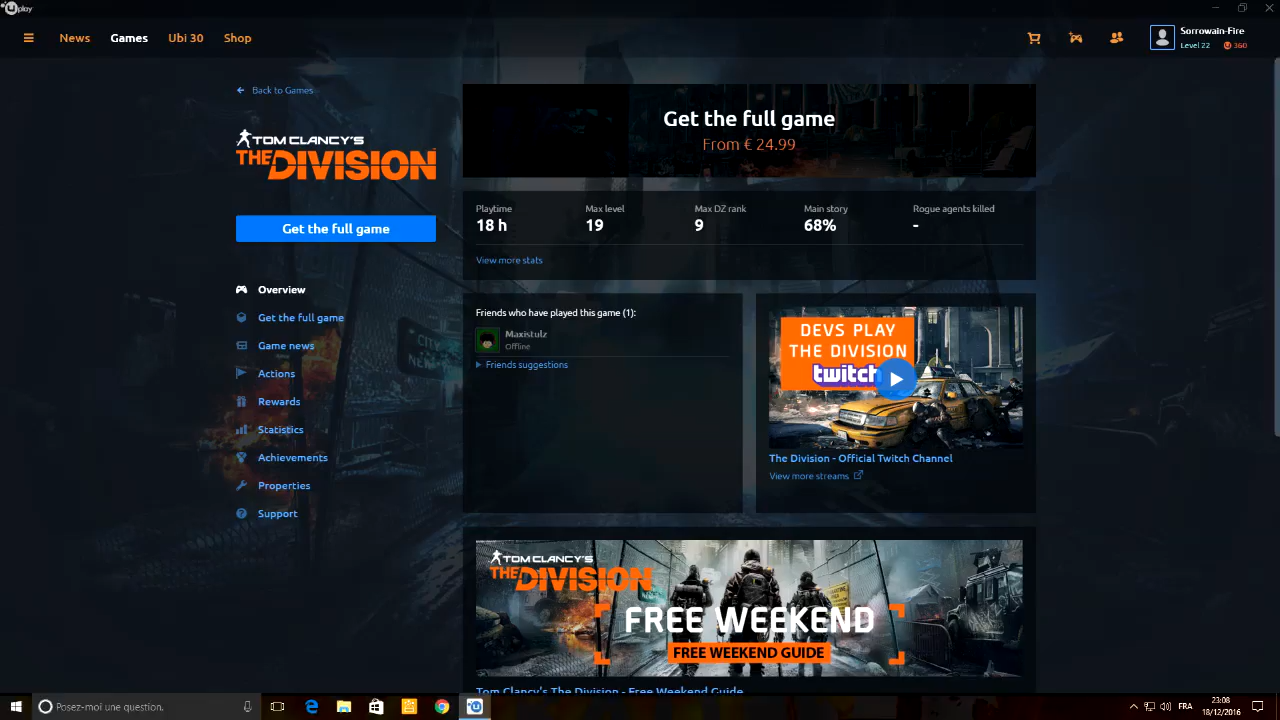 uplay
News Games Ubi 30 Shop
Sorrowain-Fire
Level 22 360
Back to Games
TOM CLANCY'S
THE DIVISION
Get the full game
Overview
Get the full game
Game news
Actions
Rewards
Statistics
Achievements
Properties
Support
Get the full game
From € 24.99
Playtime Max level Max DZ rank Main story Rogue agents killed
18 h 19 9 68% -
View more stats
Friends who have played this game (1):
Maxistulz
Offline
Friends suggestions
DEVS PLAY
THE DIVISION
twitch
The Division - Official Twitch Channel
View more streams
TOM CLANCY'S
THE DIVISION
FREE WEEKEND
FREE WEEKEND GUIDE
Tom Clancy's The Division - Free Weekend Guide
Posez-moi une question.
FRA
23:08
18/12/2016